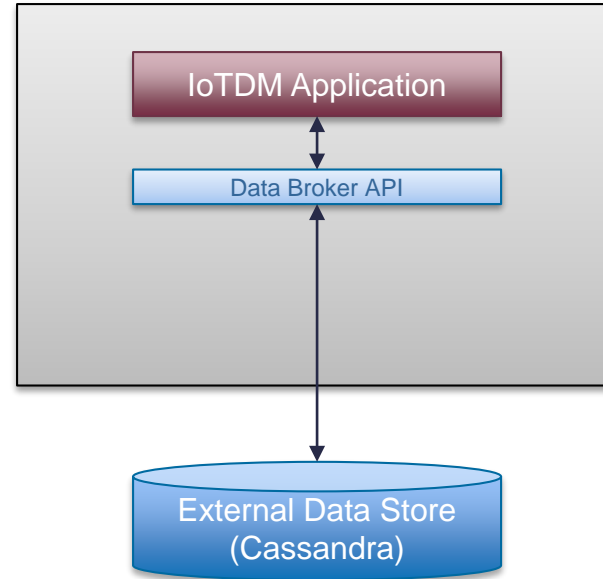 IoTDM Application
Data Broker API
External Data Store
(Cassandra)